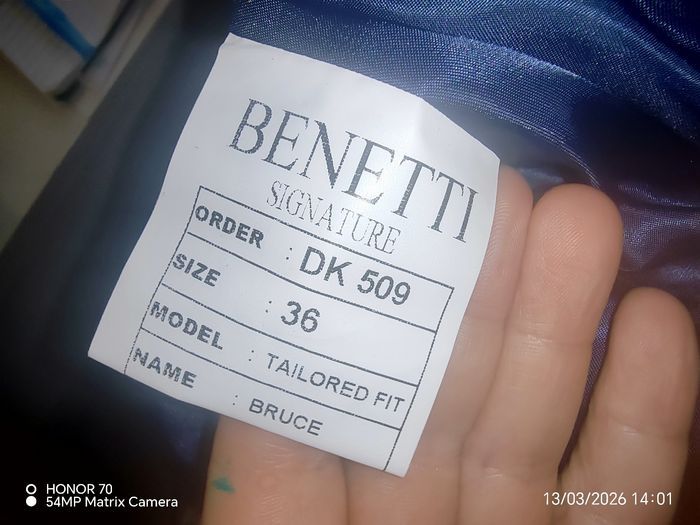 BENETTI
SIGNATURE
ORDER : DK 509
SIZE : 36
MODEL : TAILORED FIT
NAME : BRUCE
HONOR 70
54MP Matrix Camera
13/03/2026 14:01